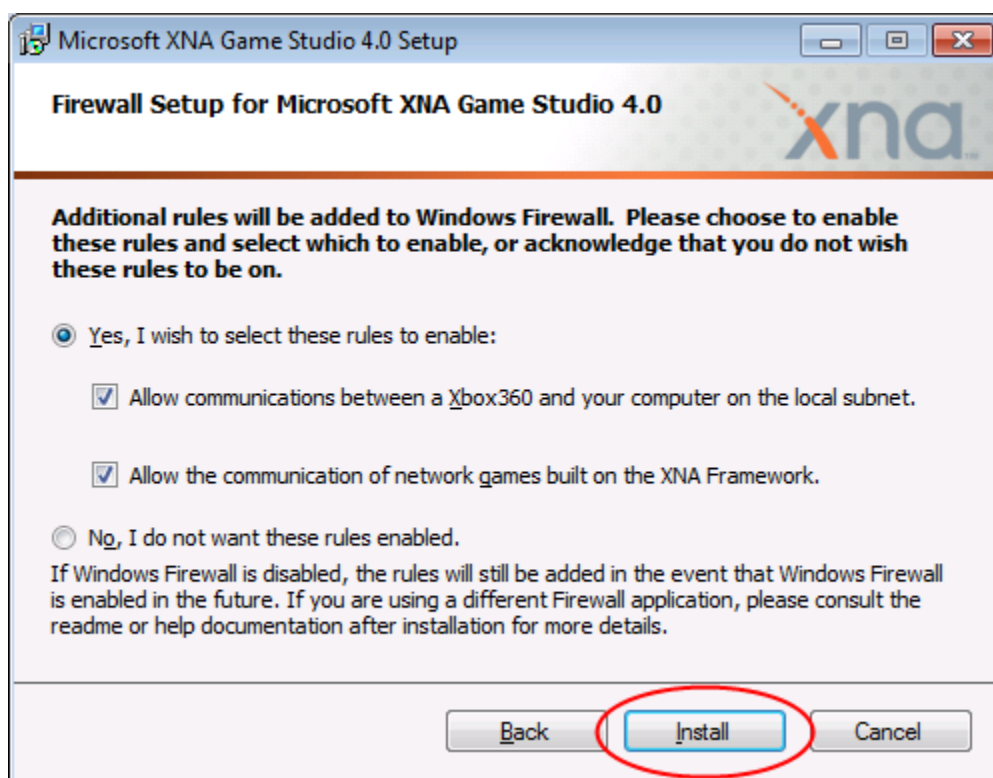 Microsoft XNA Game Studio 4.0 Setup
Firewall Setup for Microsoft XNA Game Studio 4.0
xna
Additional rules will be added to Windows Firewall. Please choose to enable
these rules and select which to enable, or acknowledge that you do not wish
these rules to be on.
Yes, I wish to select these rules to enable:
Allow communications between a Xbox360 and your computer on the local subnet.
Allow the communication of network games built on the XNA Framework.
No, I do not want these rules enabled.
If Windows Firewall is disabled, the rules will still be added in the event that Windows Firewall
is enabled in the future. If you are using a different Firewall application, please consult the
readme or help documentation after installation for more details.
Back Install Cancel